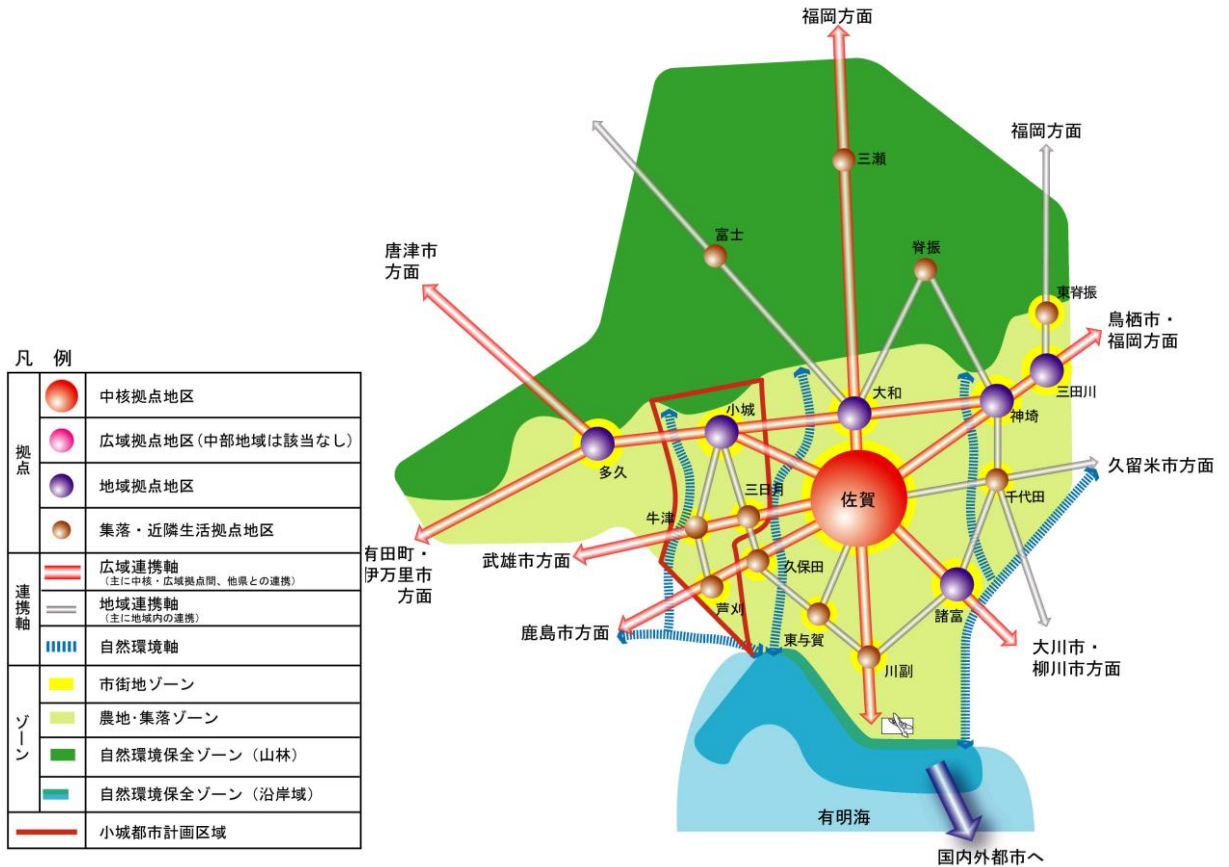 福岡方面
福岡方面
三瀬
富士
脊振
唐津市
方面
東脊振
鳥栖市・
福岡方面
三田川
大和
神埼
小城
多久
久留米市方面
千代田
佐賀
三日月
牛津
武雄市方面
有田町・
伊万里市
方面
久保田
芦刈
諸富
鹿島市方面
東与賀
川副
大川市・
柳川市方面
有明海
国内外都市へ
凡 例
拠点
中核拠点地区
広域拠点地区(中部地域は該当なし)
地域拠点地区
集落・近隣生活拠点地区
連携軸
広域連携軸
(主に中核・広域拠点間、他県との連携)
地域連携軸
(主に地域内の連携)
自然環境軸
ゾーン
市街地ゾーン
農地・集落ゾーン
自然環境保全ゾーン(山林)
自然環境保全ゾーン(沿岸域)
小城都市計画区域